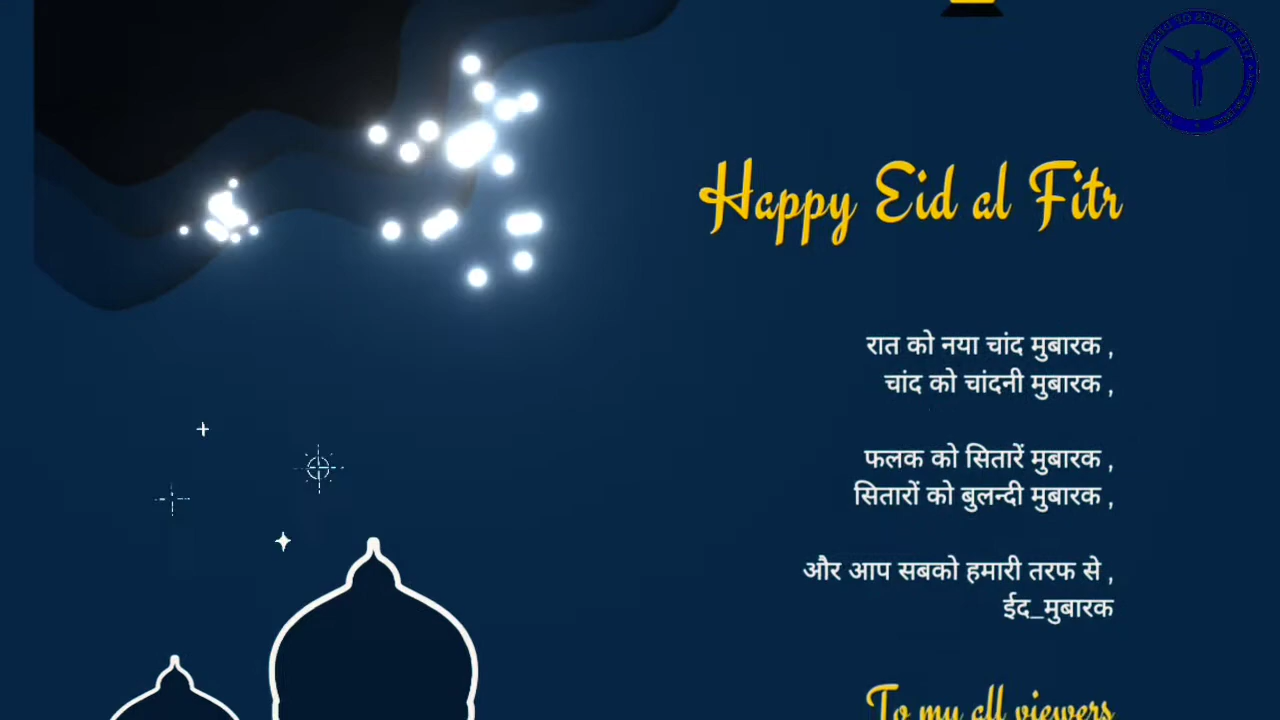 Happy Eid al Fitr
रात को नया चांद मुबारक ,
चांद को चांदनी मुबारक ,
फलक को सितारें मुबारक ,
सितारों को बुलन्दी मुबारक ,
और आप सबको हमारी तरफ से ,
ईद_मुबारक
To my all viewers